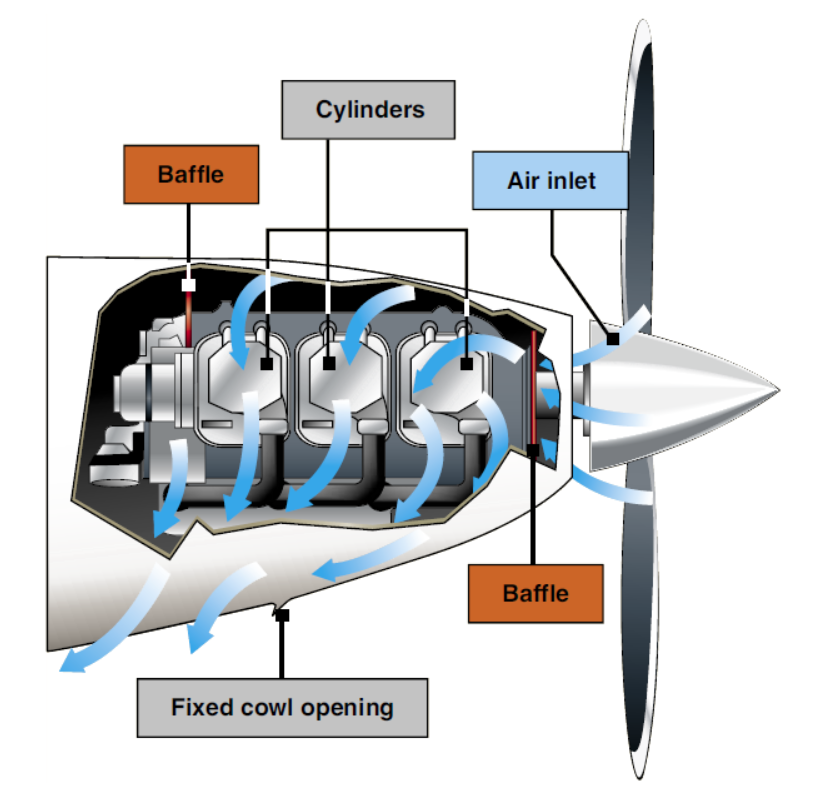 Cylinders
Baffle
Air inlet
Baffle
Fixed cowl opening